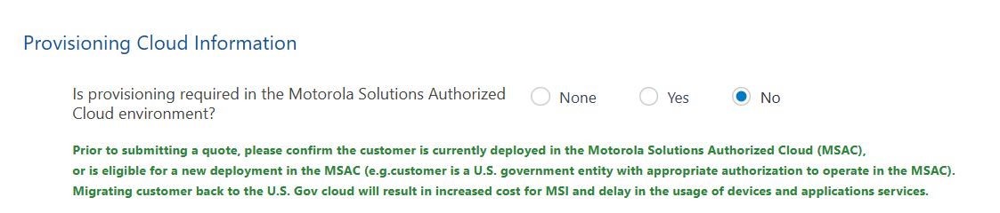 Provisioning Cloud Information
Is provisioning required in the Motorola Solutions Authorized
Cloud environment?
None
Yes
No
Prior to submitting a quote, please confirm the customer is currently deployed in the Motorola Solutions Authorized Cloud (MSAC),
or is eligible for a new deployment in the MSAC (e.g.customer is a U.S. government entity with appropriate authorization to operate in the MSAC).
Migrating customer back to the U.S. Gov cloud will result in increased cost for MSI and delay in the usage of devices and applications services.